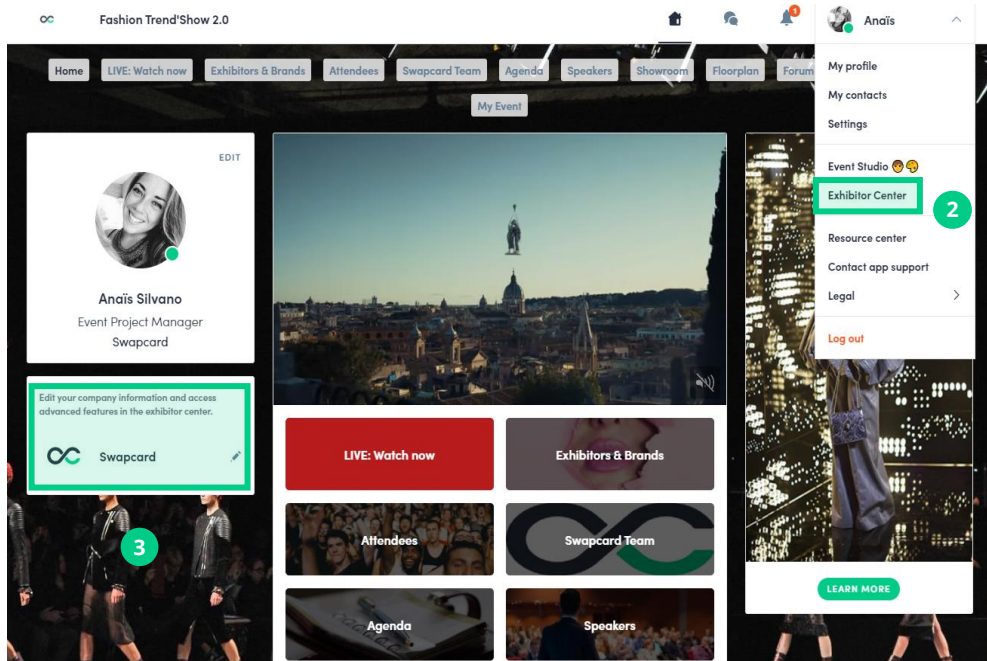 Fashion Trend'Show 2.0
1
Anaïs
Home
LIVE: Watch now
Exhibitors & Brands
Attendees
Swapcard Team
Agenda
Speakers
Showroom
Floorplan
Forum
My Event
My profile
My contacts
Settings
Event Studio 👨‍🎨
Exhibitor Center
2
Resource center
Contact app support
Legal
Log out
EDIT
Anaïs Silvano
Event Project Manager
Swapcard
Edit your company information and access
advanced features in the exhibitor center.
Swapcard
3
LIVE: Watch now
Exhibitors & Brands
Attendees
Swapcard Team
Agenda
Speakers
LEARN MORE